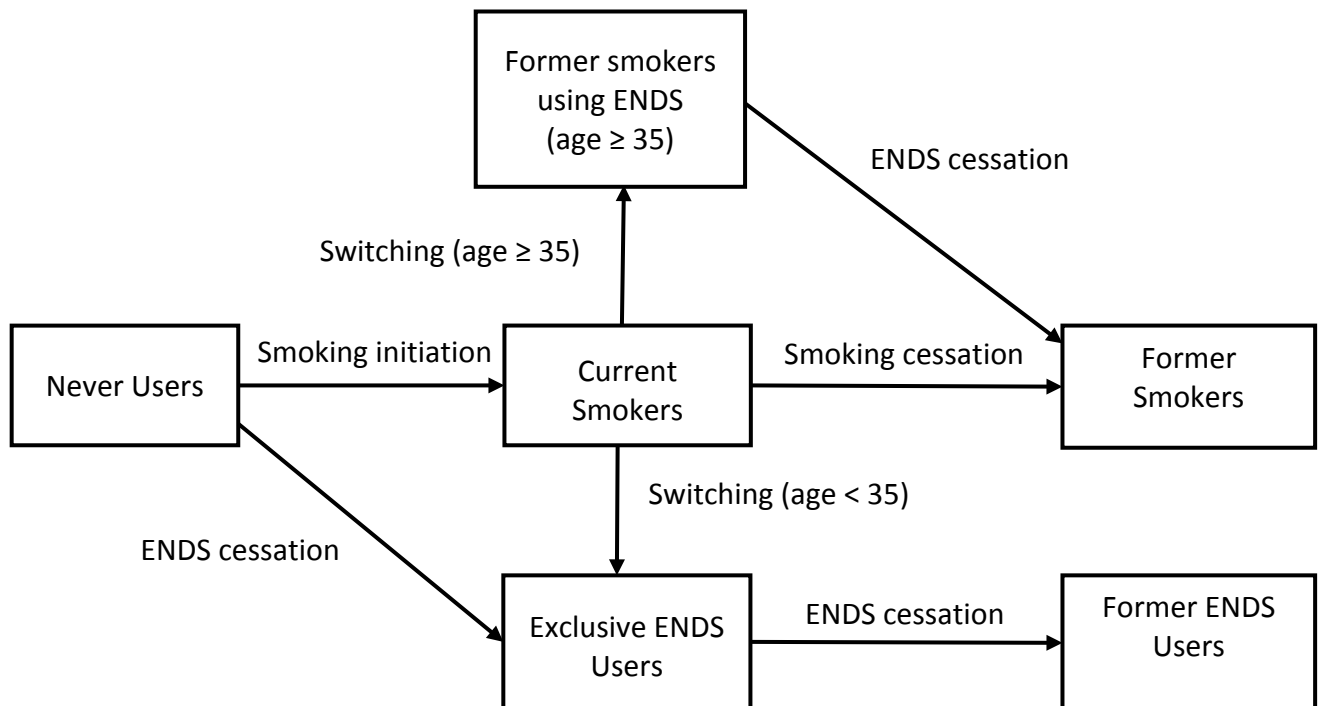 Former smokers
using ENDS
(age ≥ 35)
ENDS cessation
Switching (age ≥ 35)
Never Users
Smoking initiation
Current
Smokers
Smoking cessation
Former
Smokers
Switching (age < 35)
ENDS cessation
Exclusive ENDS
Users
ENDS cessation
Former ENDS
Users